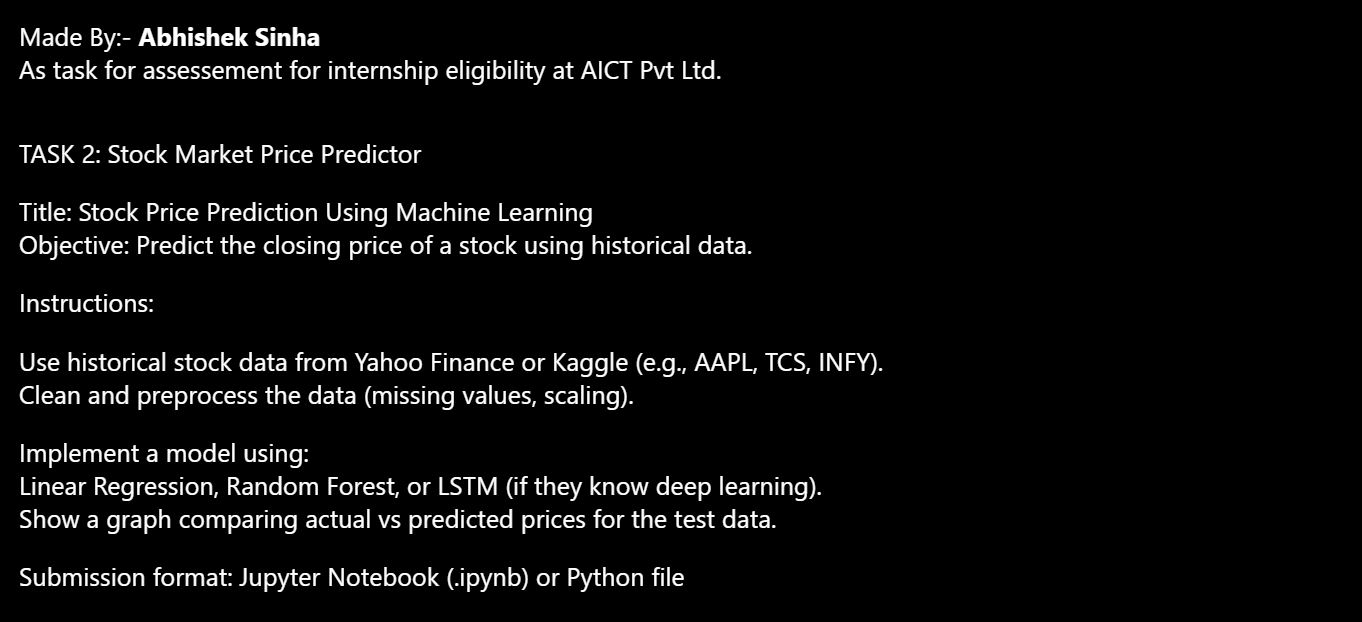 Made By:- Abhishek Sinha
As task for assessement for internship eligibility at AICT Pvt Ltd.
TASK 2: Stock Market Price Predictor
Title: Stock Price Prediction Using Machine Learning
Objective: Predict the closing price of a stock using historical data.
Instructions:
Use historical stock data from Yahoo Finance or Kaggle (e.g., AAPL, TCS, INFY).
Clean and preprocess the data (missing values, scaling).
Implement a model using:
Linear Regression, Random Forest, or LSTM (if they know deep learning).
Show a graph comparing actual vs predicted prices for the test data.
Submission format: Jupyter Notebook (.ipynb) or Python file